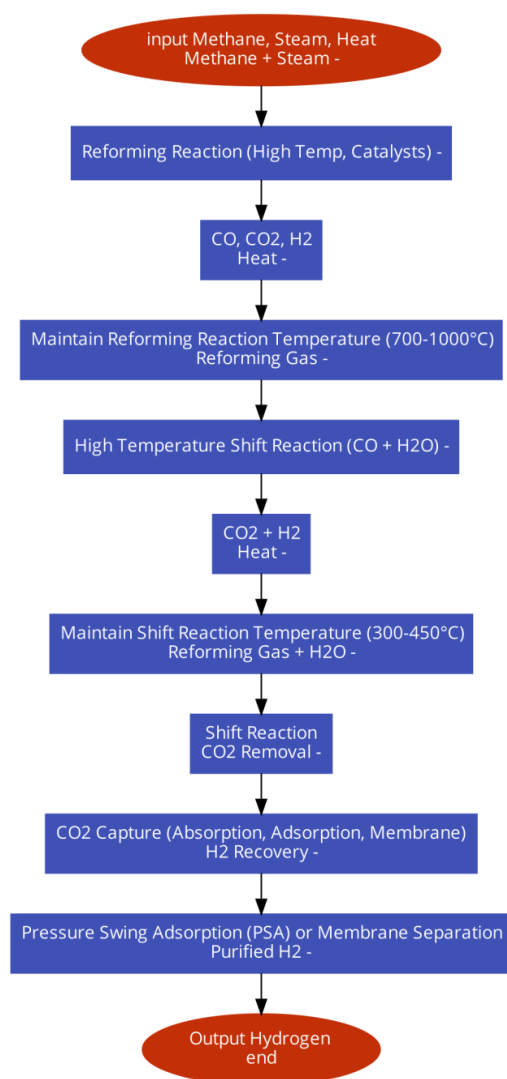 input Methane, Steam, Heat
Methane + Steam -
Reforming Reaction (High Temp, Catalysts) -
CO, CO2, H2
Heat -
Maintain Reforming Reaction Temperature (700-1000°C)
Reforming Gas -
High Temperature Shift Reaction (CO + H2O) -
CO2 + H2
Heat -
Maintain Shift Reaction Temperature (300-450°C)
Reforming Gas + H2O -
Shift Reaction
CO2 Removal -
CO2 Capture (Absorption, Adsorption, Membrane)
H2 Recovery -
Pressure Swing Adsorption (PSA) or Membrane Separation
Purified H2 -
Output Hydrogen
end